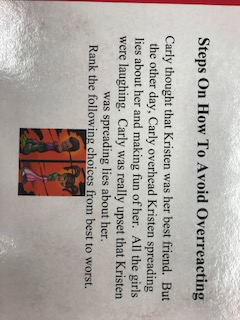 Steps On How To Avoid Overreacting
Carly thought that Kristen was her best friend. But
the other day, Carly overhead Kristen spreading
lies about her and making fun of her. All the girls
were laughing. Carly was really upset that Kristen
was spreading lies about her.
Rank the following choices from best to worst.